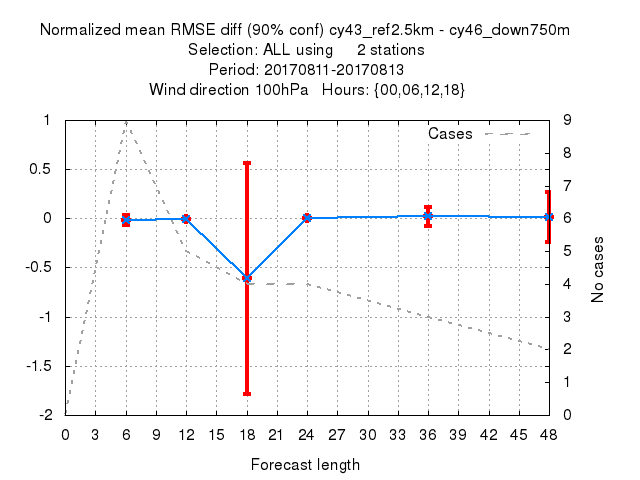 Normalized mean RMSE diff (90% conf) cy43_ref2.5km - cy46_down750m
Selection: ALL using 2 stations
Period: 20170811-20170813
Wind direction 100hPa Hours: {00,06,12,18}
Cases
1
0.5
0
-0.5
-1
-1.5
-2
9
8
7
6
5
4
3
2
1
0
No cases
0 3 6 9 12 15 18 21 24 27 30 33 36 39 42 45 48
Forecast length